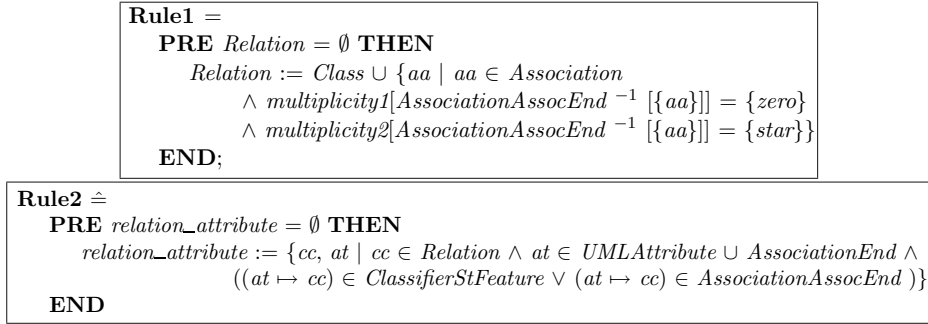 Rule1 =
PRE Relation = ∅ THEN
Relation := Class ∪ {aa | aa ∈ Association
∧ multiplicity1[AssociationAssocEnd ⁻¹ [{aa}]] = {zero}
∧ multiplicity2[AssociationAssocEnd ⁻¹ [{aa}]] = {star}}
END;
Rule2 ≙
PRE relation_attribute = ∅ THEN
relation_attribute := {cc, at | cc ∈ Relation ∧ at ∈ UMLAttribute ∪ AssociationEnd ∧
((at ↦ cc) ∈ ClassifierStFeature ∨ (at ↦ cc) ∈ AssociationAssocEnd )}
END